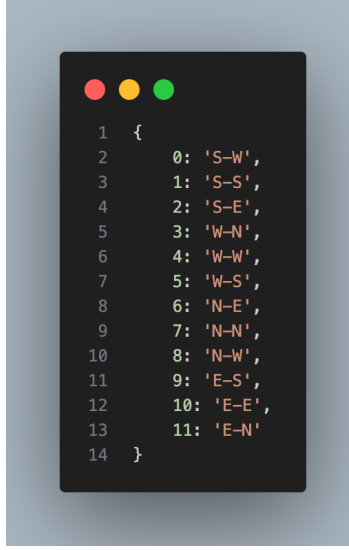 1 {
2 0: 'S-W',
3 1: 'S-S',
4 2: 'S-E',
5 3: 'W-N',
6 4: 'W-W',
7 5: 'W-S',
8 6: 'N-E',
9 7: 'N-N',
10 8: 'N-W',
11 9: 'E-S',
12 10: 'E-E',
13 11: 'E-N'
14 }